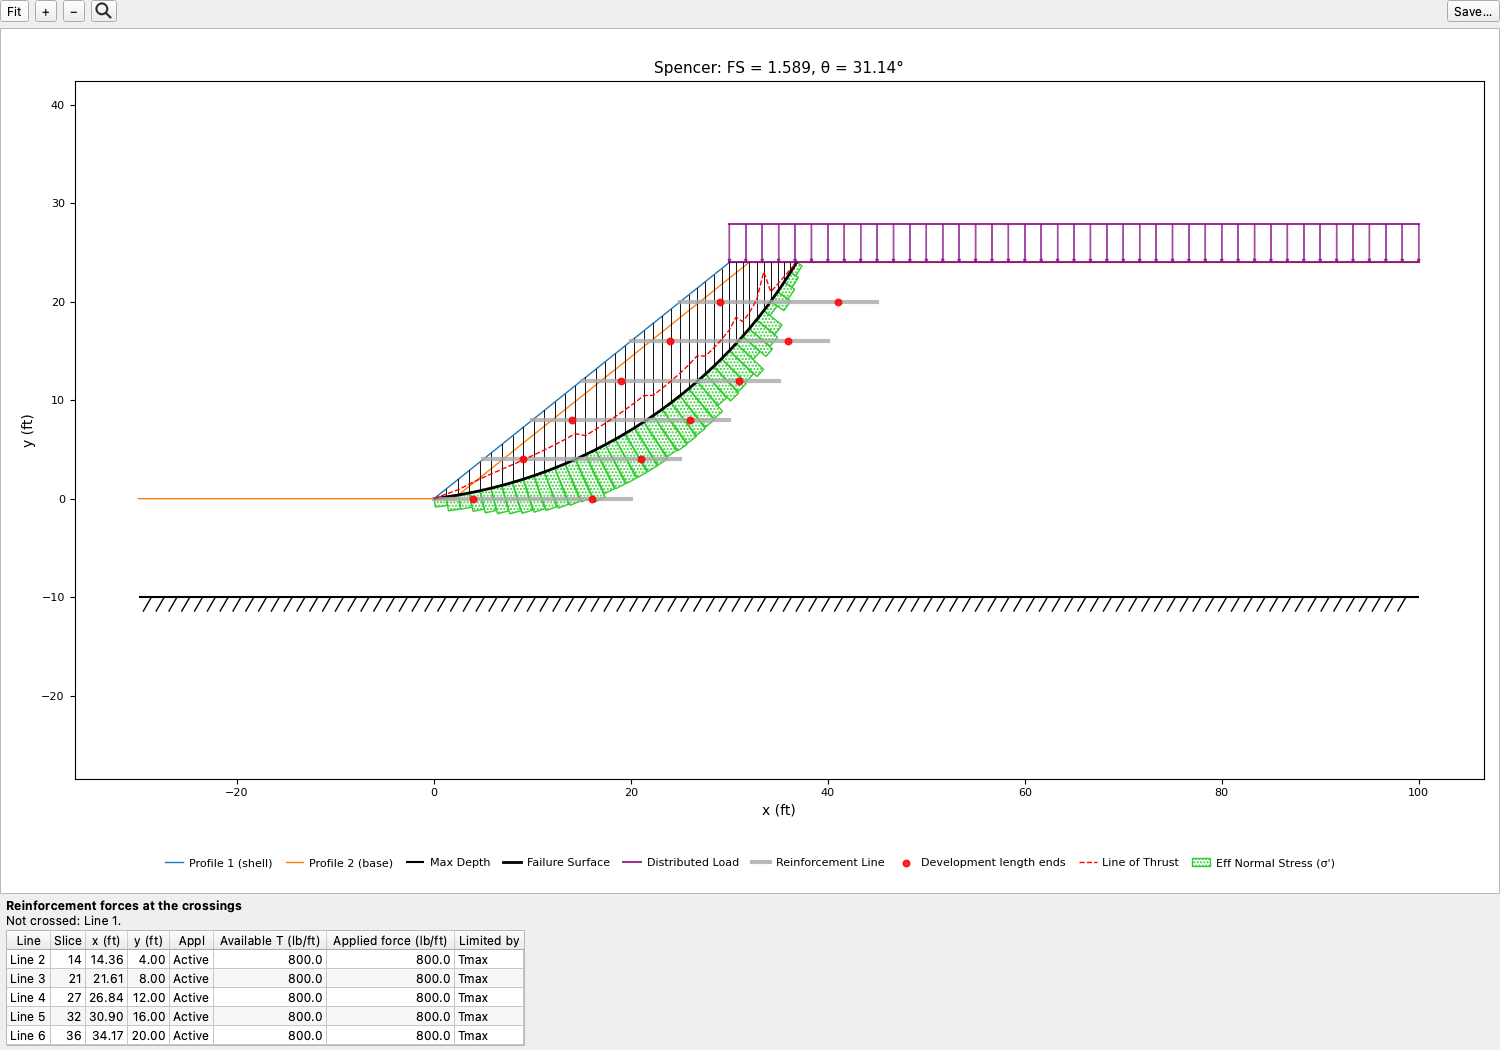 Fit + − Save...
Spencer: FS = 1.589, θ = 31.14°
40
30
20
10
0
−10
−20
y (ft)
−20 0 20 40 60 80 100
x (ft)
Profile 1 (shell) Profile 2 (base) Max Depth Failure Surface Distributed Load Reinforcement Line Development length ends Line of Thrust Eff Normal Stress (σ')
Reinforcement forces at the crossings
Not crossed: Line 1.
Line Slice x (ft) y (ft) Appl Available T (lb/ft) Applied force (lb/ft) Limited by
Line 2 14 14.36 4.00 Active 800.0 800.0 Tmax
Line 3 21 21.61 8.00 Active 800.0 800.0 Tmax
Line 4 27 26.84 12.00 Active 800.0 800.0 Tmax
Line 5 32 30.90 16.00 Active 800.0 800.0 Tmax
Line 6 36 34.17 20.00 Active 800.0 800.0 Tmax